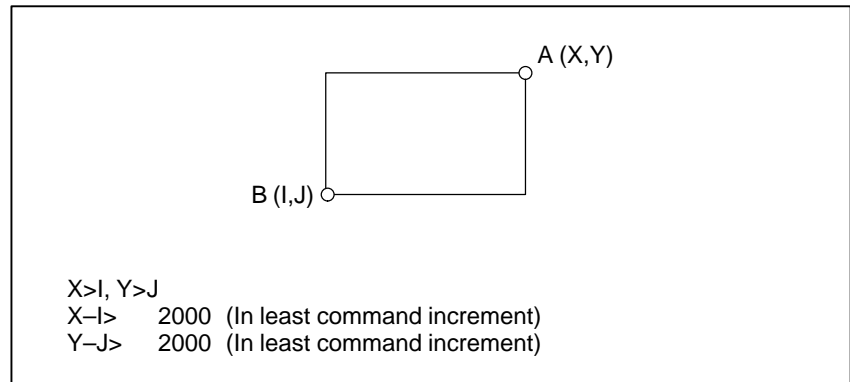 A (X,Y)
B (I,J)
X>I, Y>J
X–I> 2000 (In least command increment)
Y–J> 2000 (In least command increment)